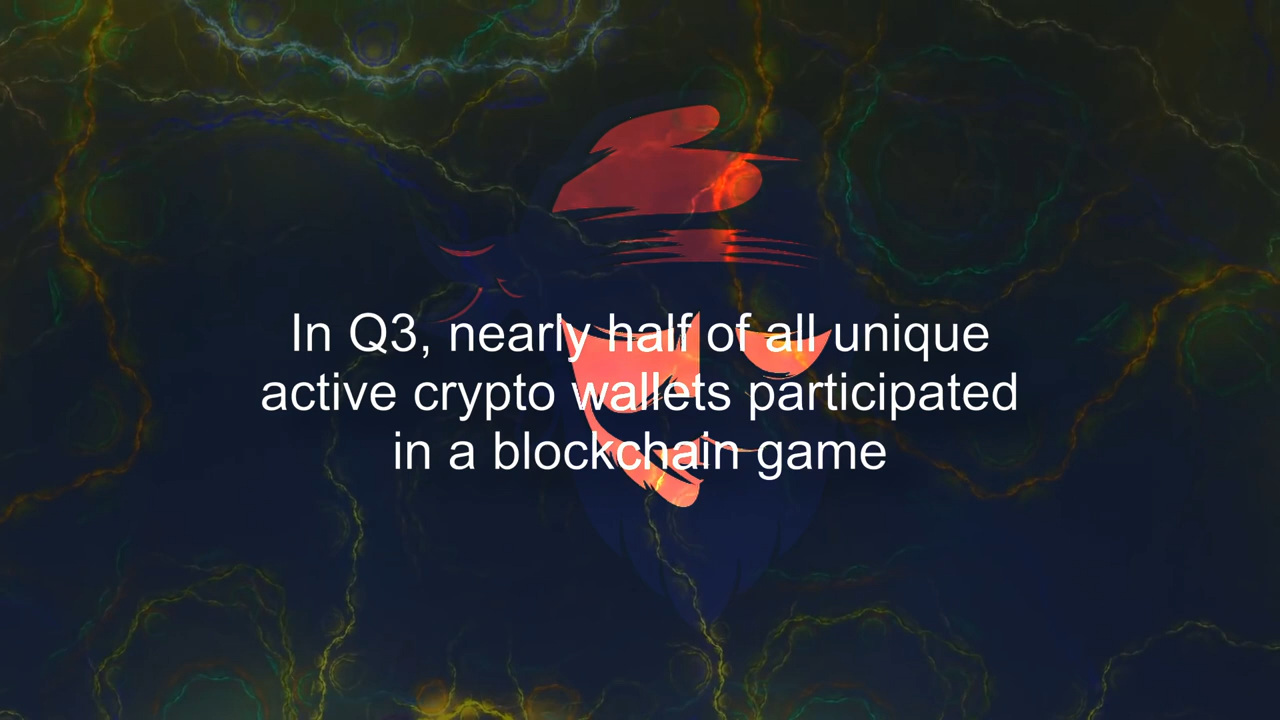 In Q3, nearly half of all unique
active crypto wallets participated
in a blockchain game